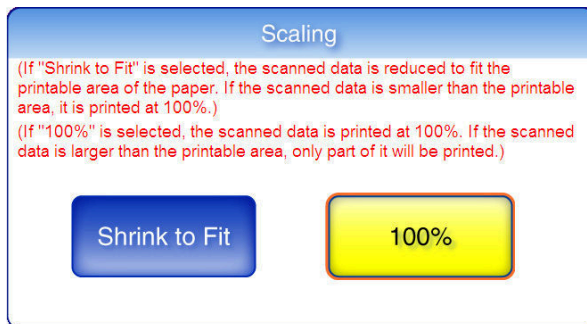 Scaling
(If "Shrink to Fit" is selected, the scanned data is reduced to fit the
printable area of the paper. If the scanned data is smaller than the printable
area, it is printed at 100%.)
(If "100%" is selected, the scanned data is printed at 100%. If the scanned
data is larger than the printable area, only part of it will be printed.)
Shrink to Fit
100%